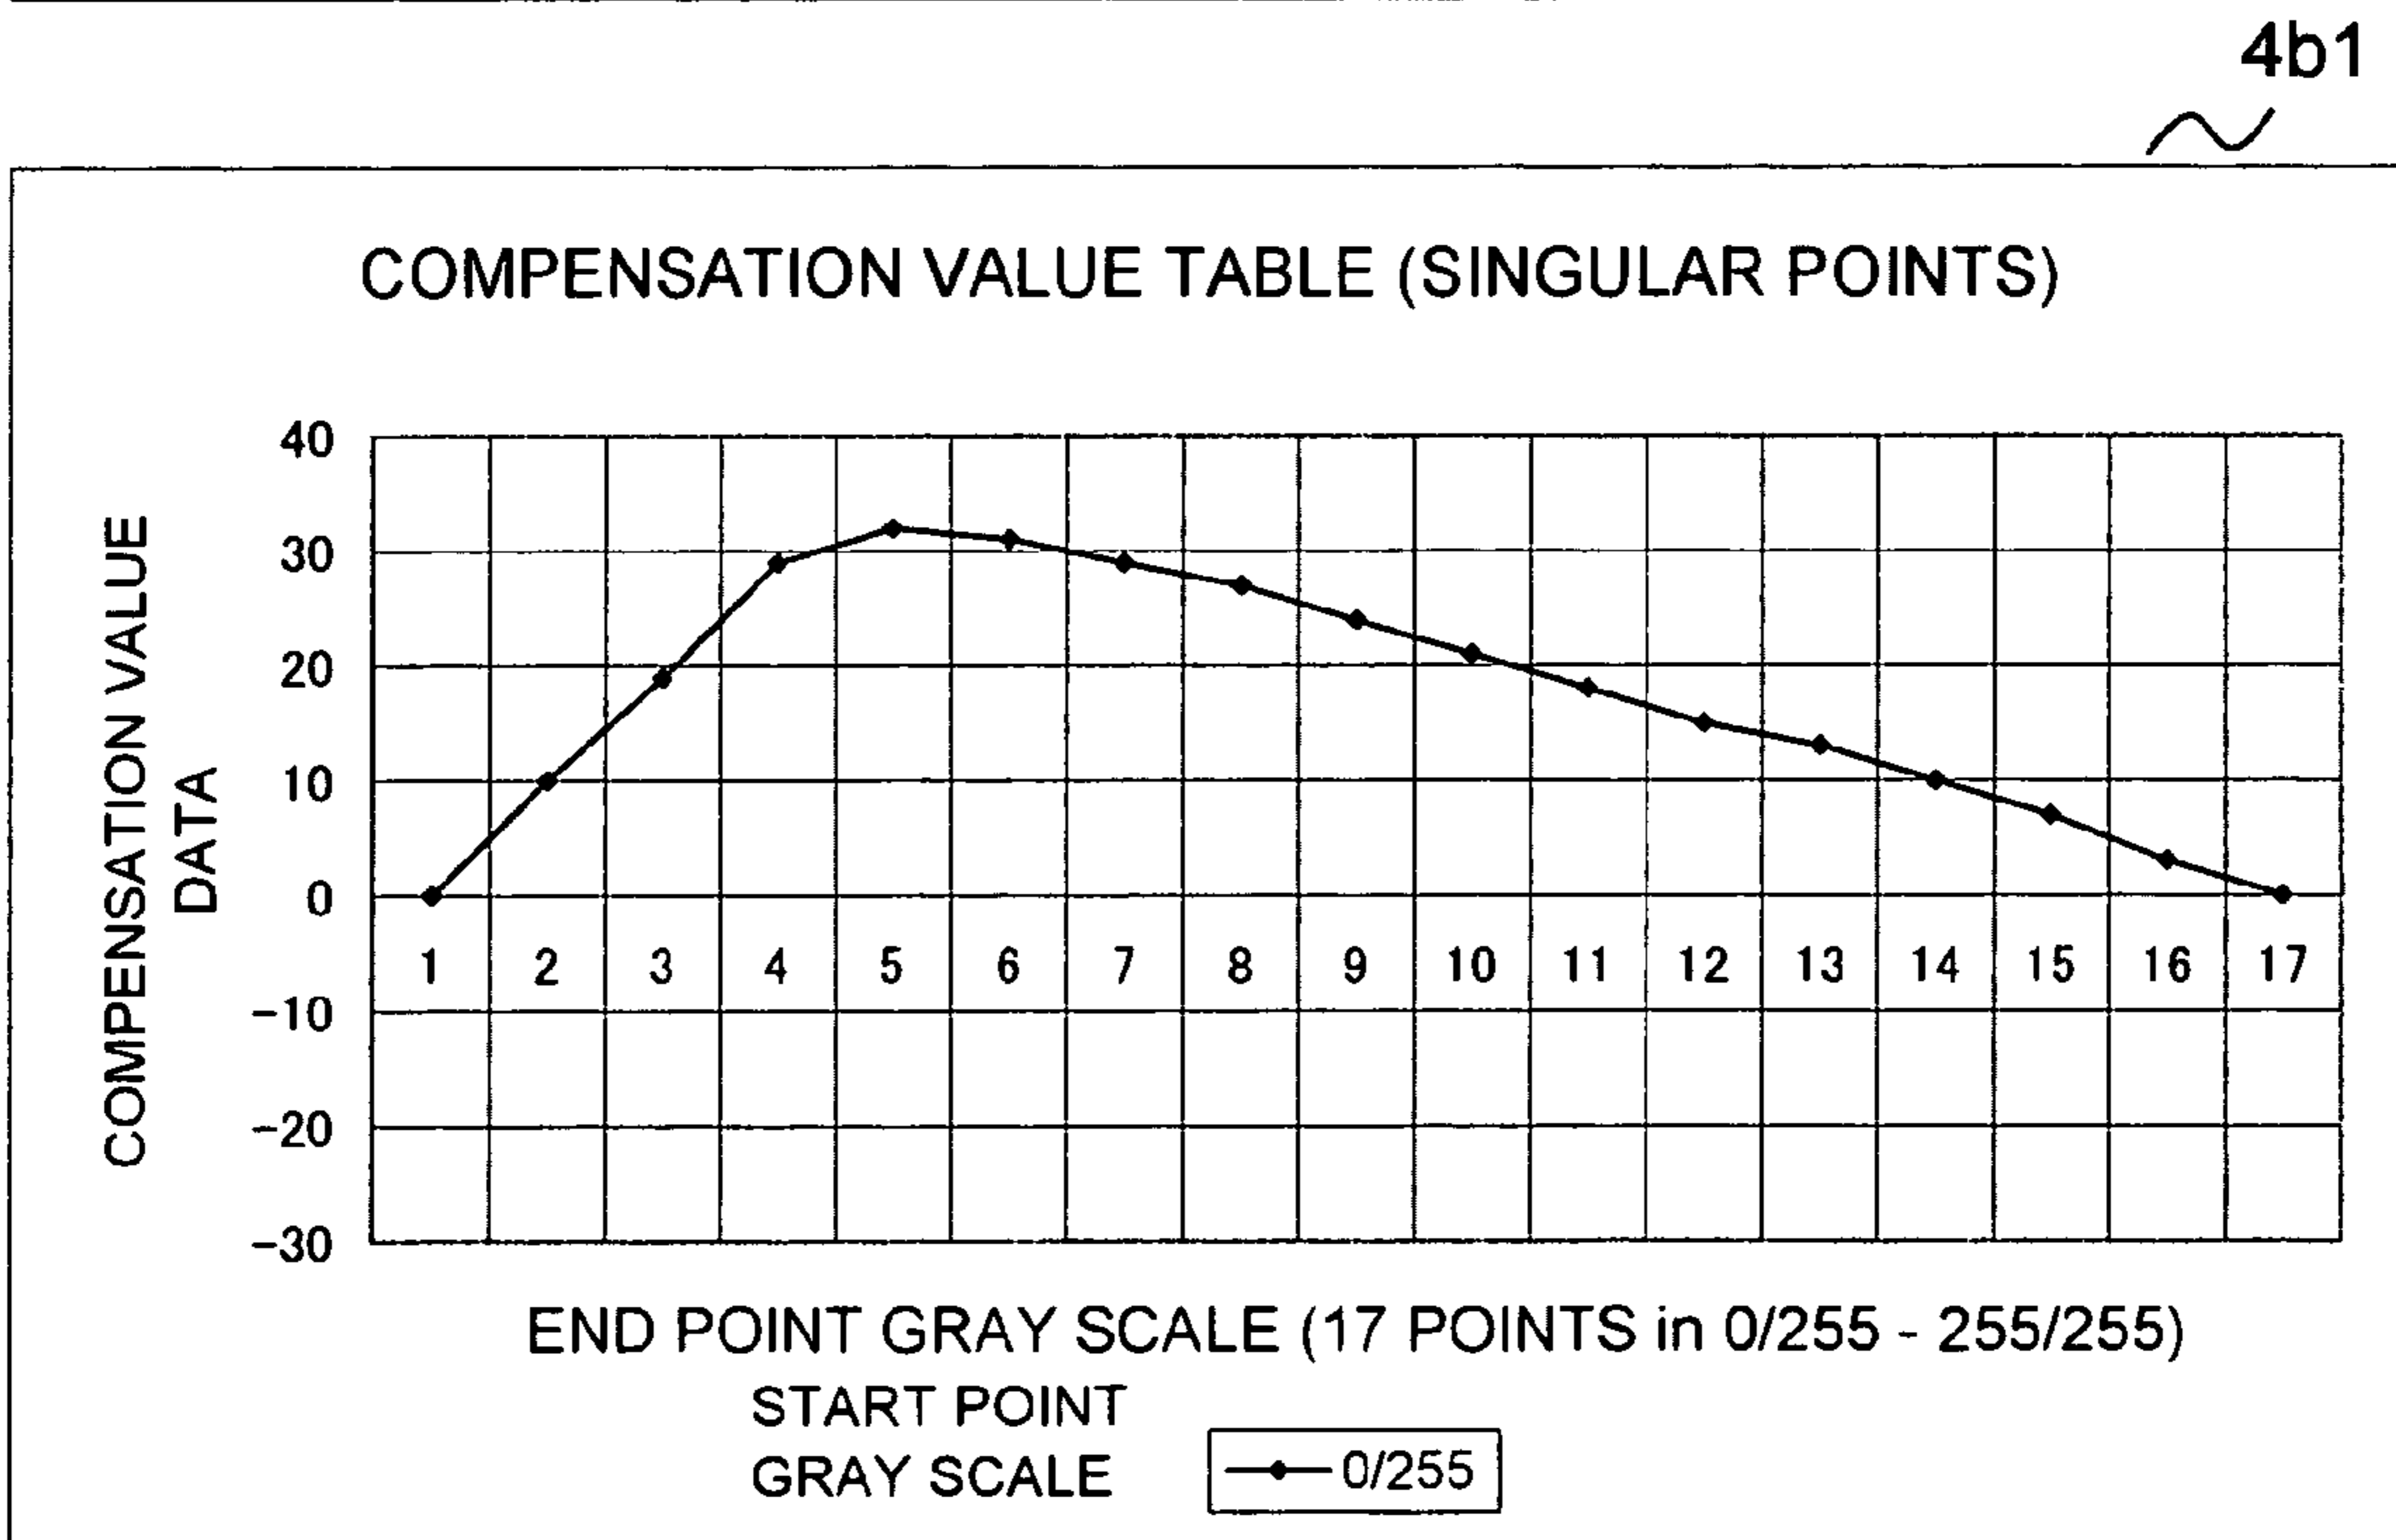 4b1
COMPENSATION VALUE TABLE (SINGULAR POINTS)
COMPENSATION VALUE
DATA
40
30
20
10
0
-10
-20
-30
1 2 3 4 5 6 7 8 9 10 11 12 13 14 15 16 17
END POINT GRAY SCALE (17 POINTS in 0/255 - 255/255)
START POINT
GRAY SCALE
0/255